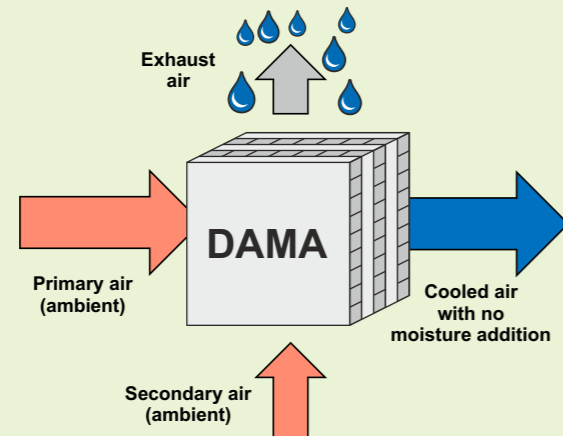 Exhaust
air
DAMA
Primary air
(ambient)
Cooled air
with no
moisture addition
Secondary air
(ambient)